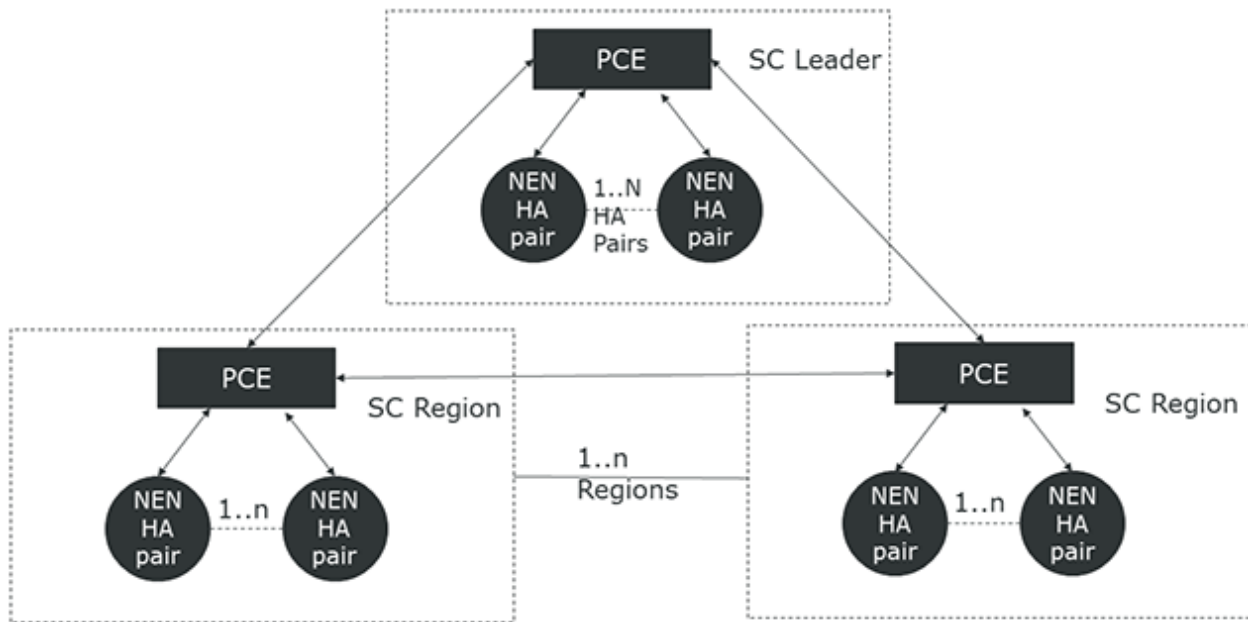 PCE
SC Leader
NEN
HA
pair
1..N
HA
Pairs
NEN
HA
pair
PCE
SC Region
NEN
HA
pair
1..n
NEN
HA
pair
1..n
Regions
PCE
SC Region
NEN
HA
pair
1..n
NEN
HA
pair